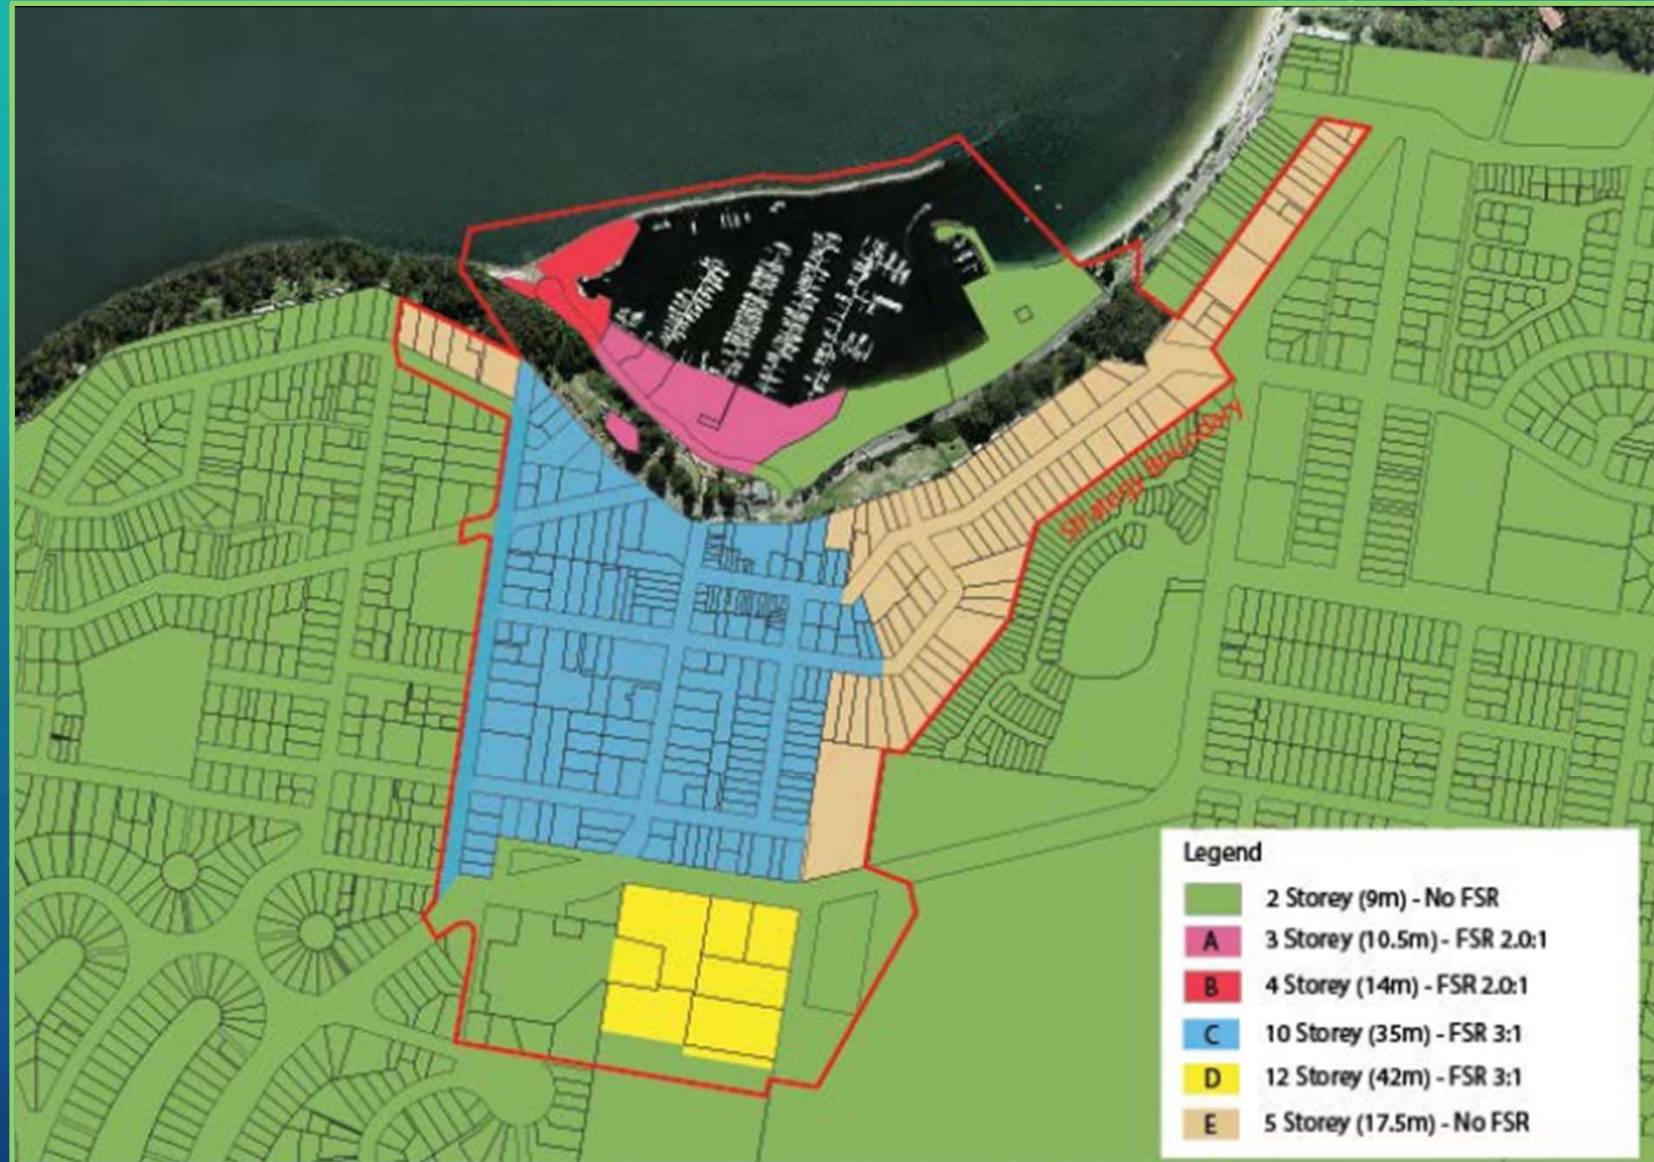 Strategy Boundary
Legend
2 Storey (9m) - No FSR
A 3 Storey (10.5m) - FSR 2.0:1
B 4 Storey (14m) - FSR 2.0:1
C 10 Storey (35m) - FSR 3:1
D 12 Storey (42m) - FSR 3:1
E 5 Storey (17.5m) - No FSR